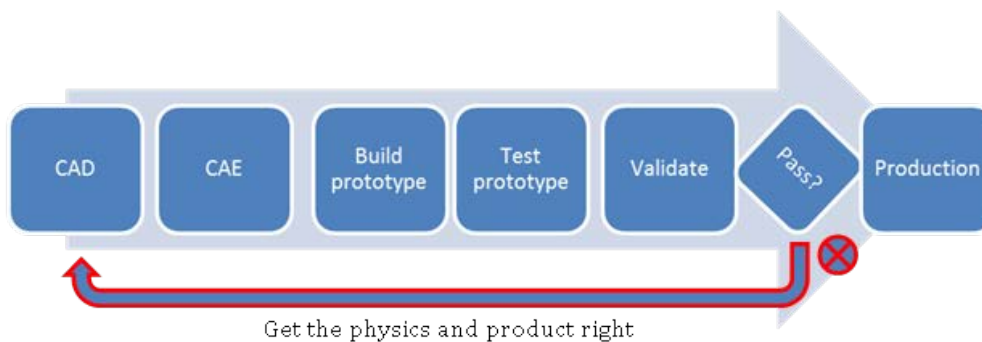 CAD
CAE
Build
prototype
Test
prototype
Validate
Pass?
Production
Get the physics and product right